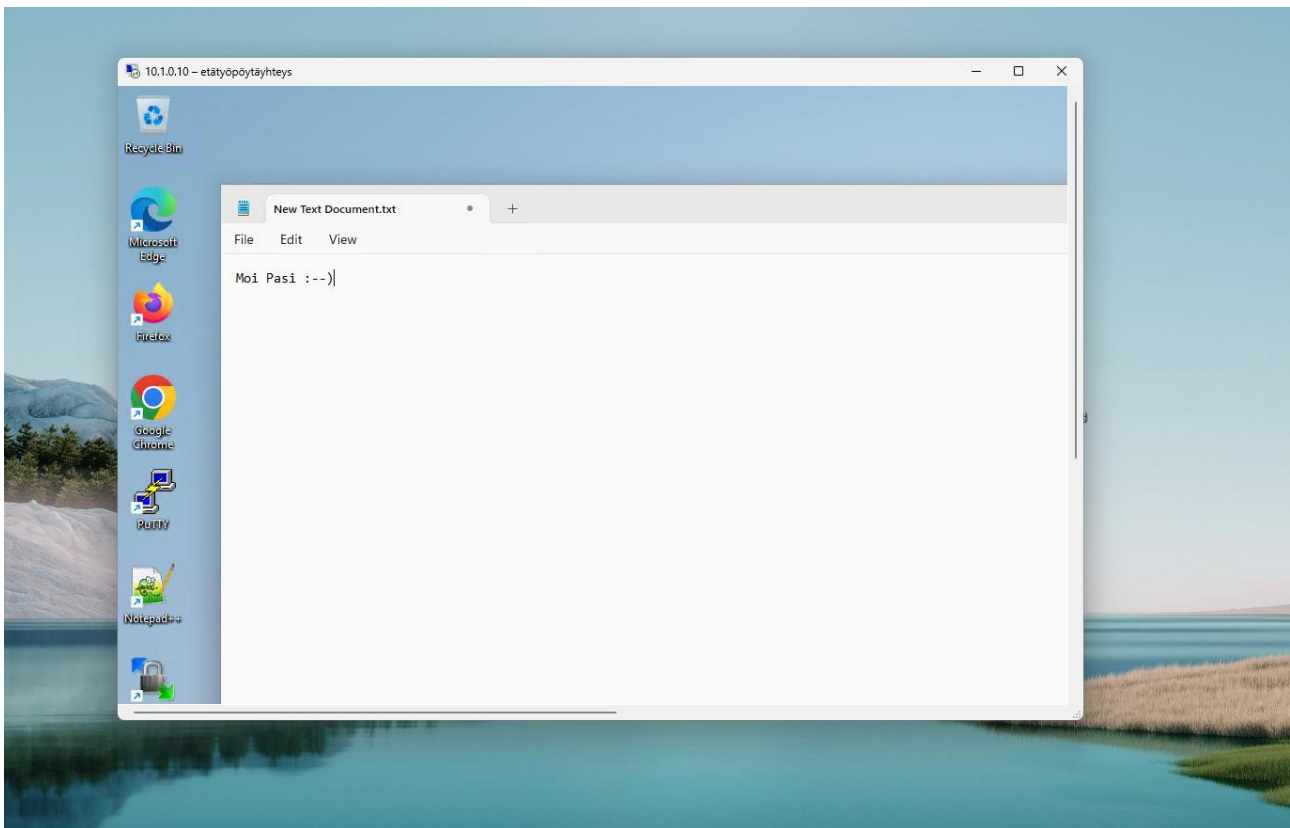 10.1.0.10 – etätyöpöytäyhteys
Recycle Bin
Microsoft
Edge
Firefox
Google
Chrome
PuTTY
Notepad++
New Text Document.txt
File Edit View
Moi Pasi :--)